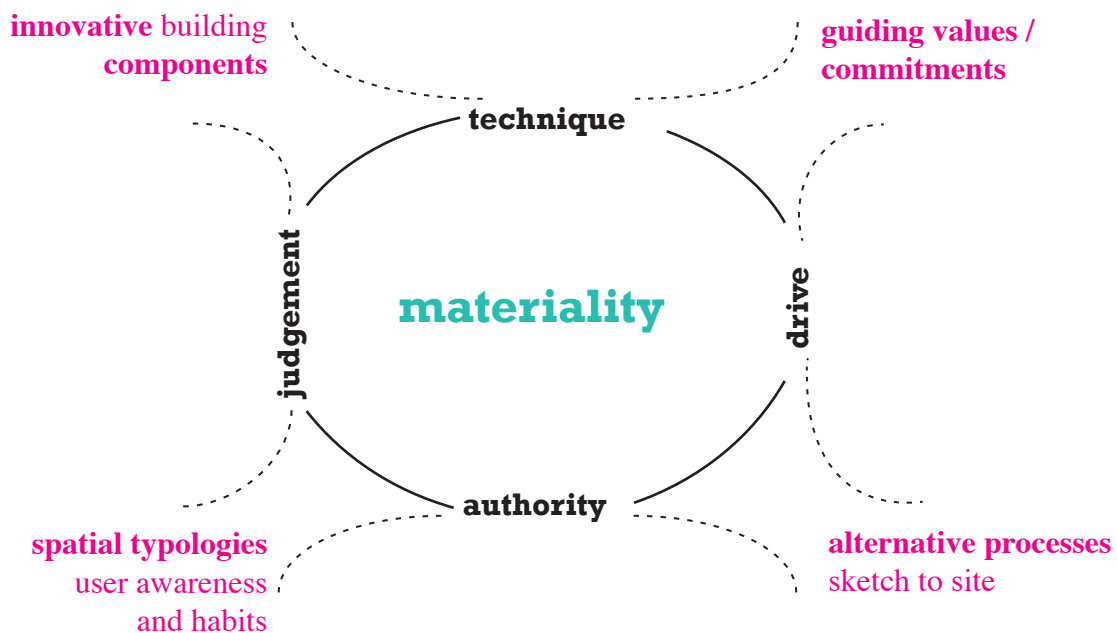 innovative building
components
guiding values /
commitments
technique
judgement
materiality
drive
authority
spatial typologies
user awareness
and habits
alternative processes
sketch to site